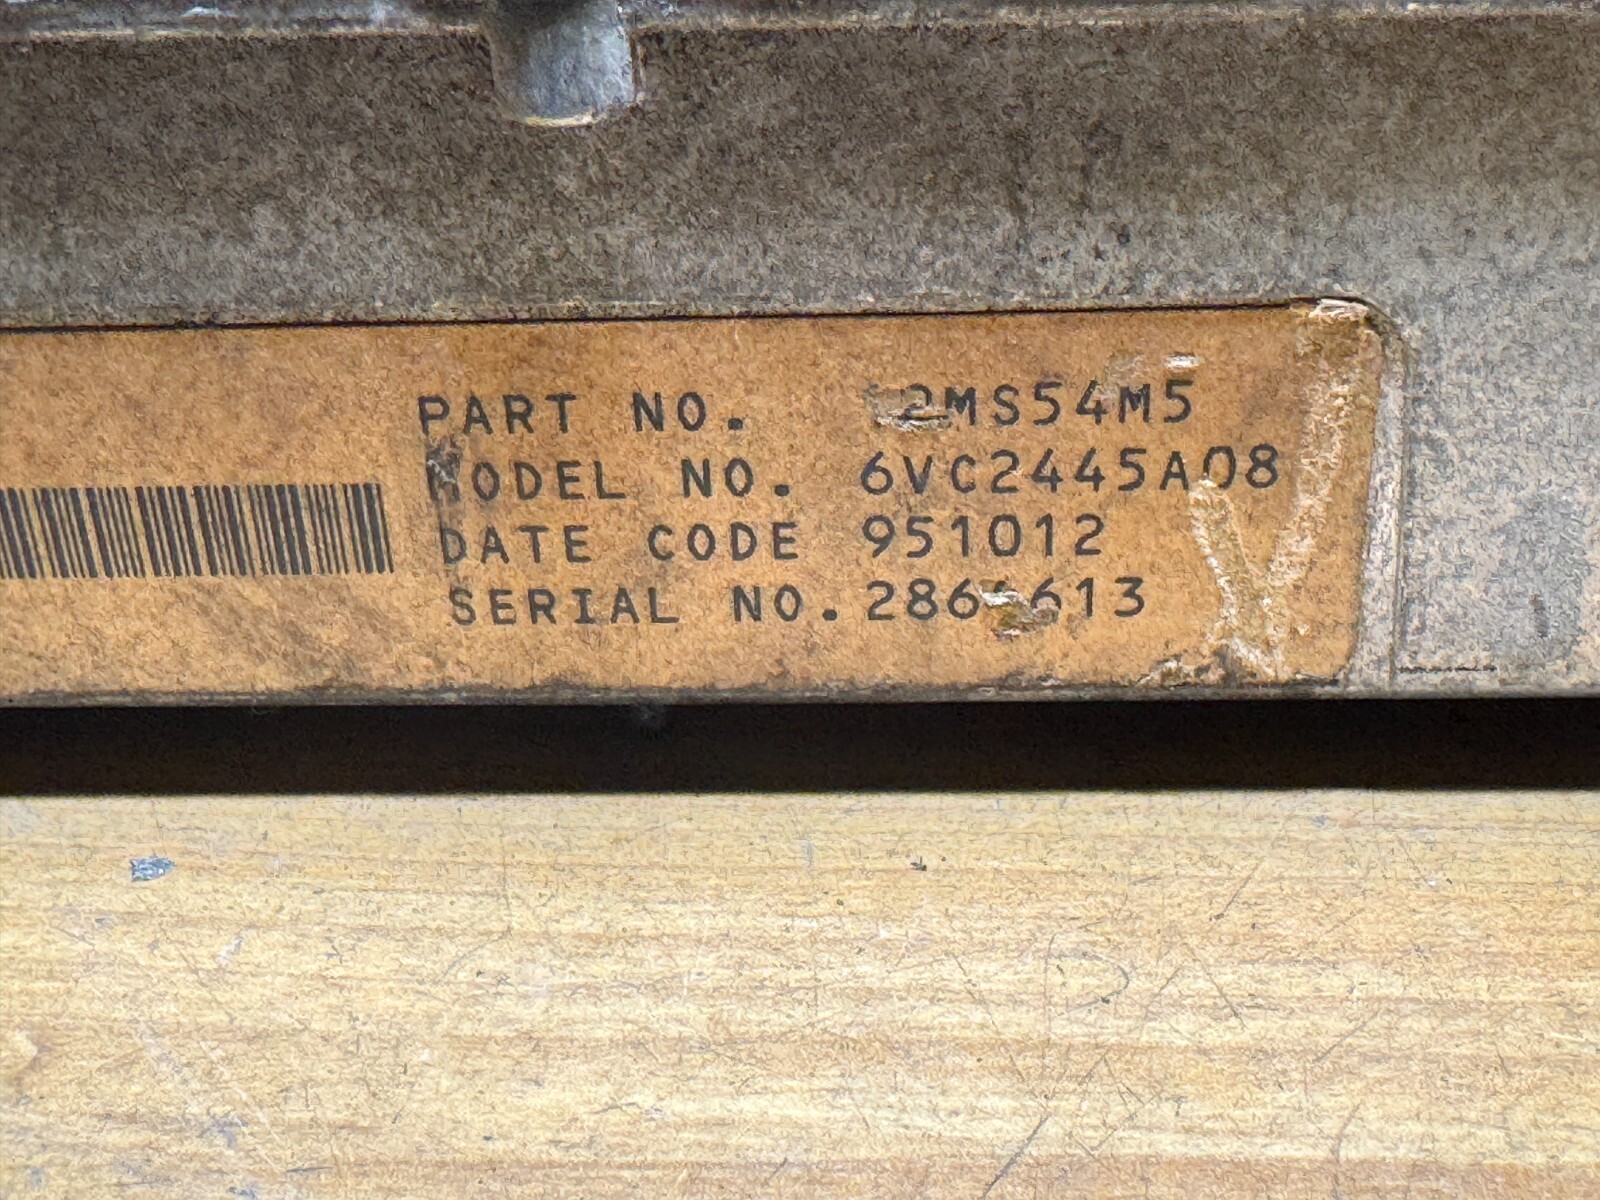 PART NO.
MODEL NO. 6VC2445A08
DATE CODE 951012
SERIAL NO.